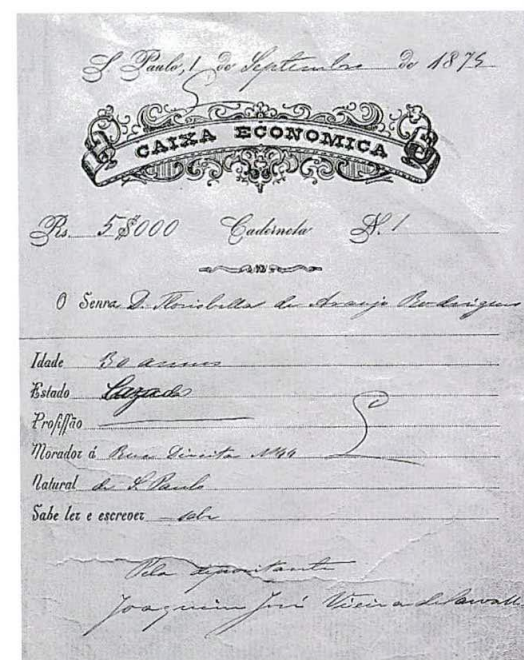 S. Paulo, 1 de Septembro de 1875
CAIXA ECONOMICA
Rs. 5$000 Caderneta N. 1
O Senra D. Florisbella de Araujo Rodrigues
Idade 30 annos
Estado Cazada
Profissão
Morador á Rua Direita Nº 44
Natural de S. Paulo
Sabe ler e escrever sabe
Pela depositante
Joaquim José Vieira de Carvalho